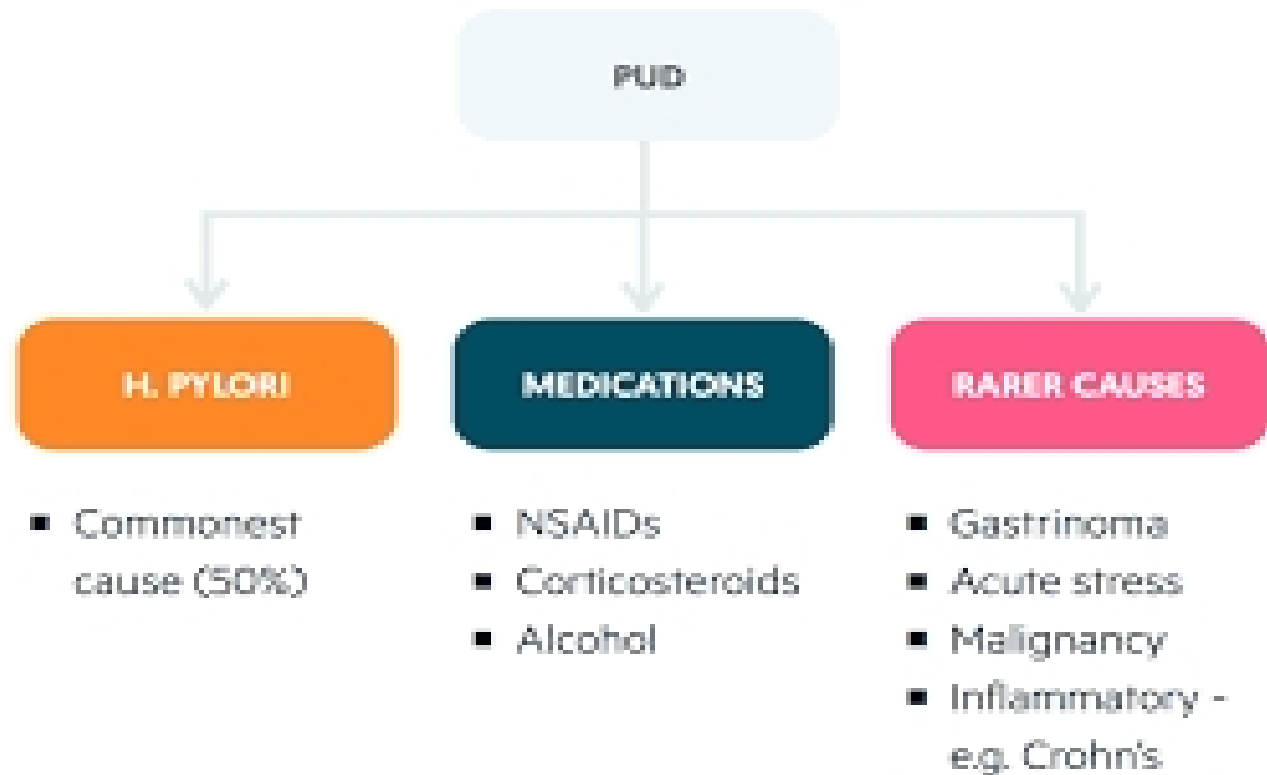 PUD
H. PYLORI
MEDICATIONS
RARER CAUSES
Commonest
cause (50%)
NSAIDs
Corticosteroids
Alcohol
Gastrinoma
Acute stress
Malignancy
Inflammatory -
e.g. Crohn's